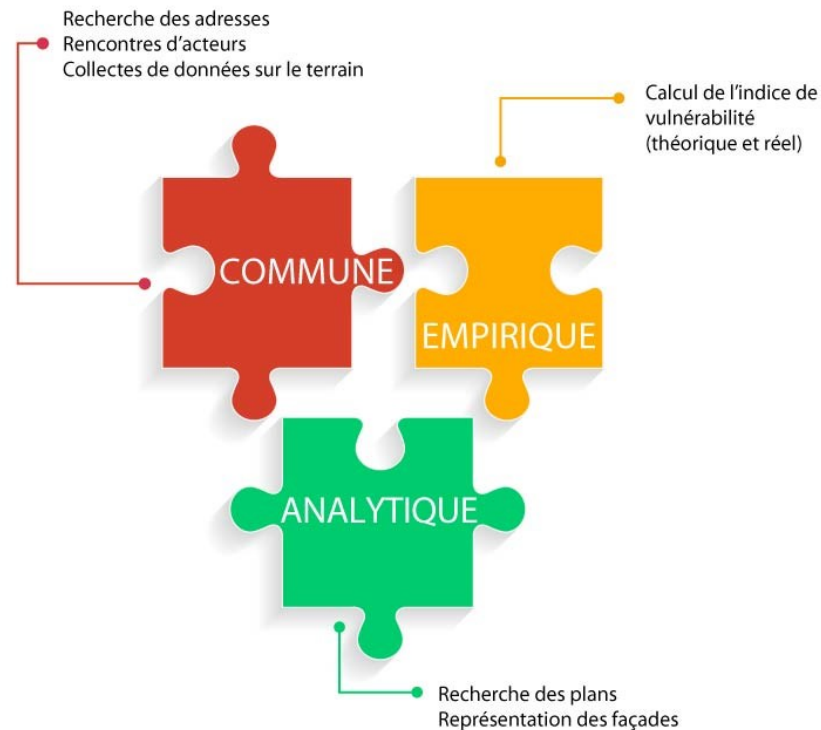 Recherche des adresses
Rencontres d'acteurs
Collectes de données sur le terrain
Calcul de l'indice de
vulnérabilité
(théorique et réel)
COMMUNE
EMPIRIQUE
ANALYTIQUE
Recherche des plans
Représentation des façades